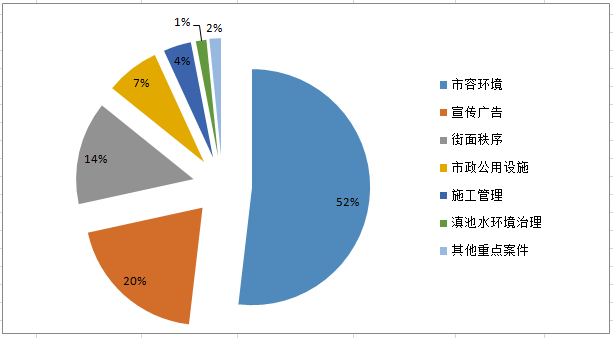 1%
2%
4%
7%
14%
52%
20%
市容环境
宣传广告
街面秩序
市政公用设施
施工管理
滇池水环境治理
其他重点案件